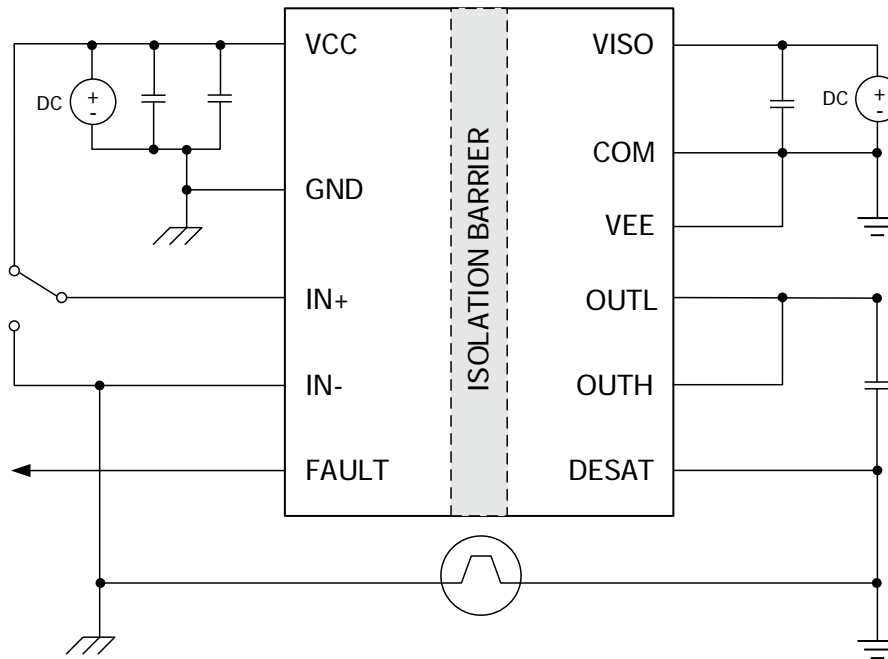 VCC
VISO
DC
+
-
DC
+
-
COM
GND
VEE
ISOLATION BARRIER
IN+
OUTL
IN-
OUTH
FAULT
DESAT